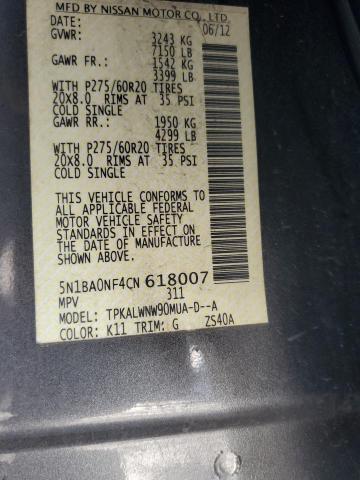 MFD BY NISSAN MOTOR CO., LTD.
DATE: 06/12
GVWR: 3243 KG
7150 LB
GAWR FR.: 1542 KG
3399 LB
WITH P275/60R20 TIRES
20X8.0 RIMS AT 35 PSI
COLD SINGLE
GAWR RR.: 1950 KG
4299 LB
WITH P275/60R20 TIRES
20X8.0 RIMS AT 35 PSI
COLD SINGLE
THIS VEHICLE CONFORMS TO
ALL APPLICABLE FEDERAL
MOTOR VEHICLE SAFETY
STANDARDS IN EFFECT ON
THE DATE OF MANUFACTURE
SHOWN ABOVE.
5N1BA0NF4CN 618007
MPV 311
MODEL: TPKALWNW90MUA-D--A
COLOR: K11 TRIM: G ZS40A